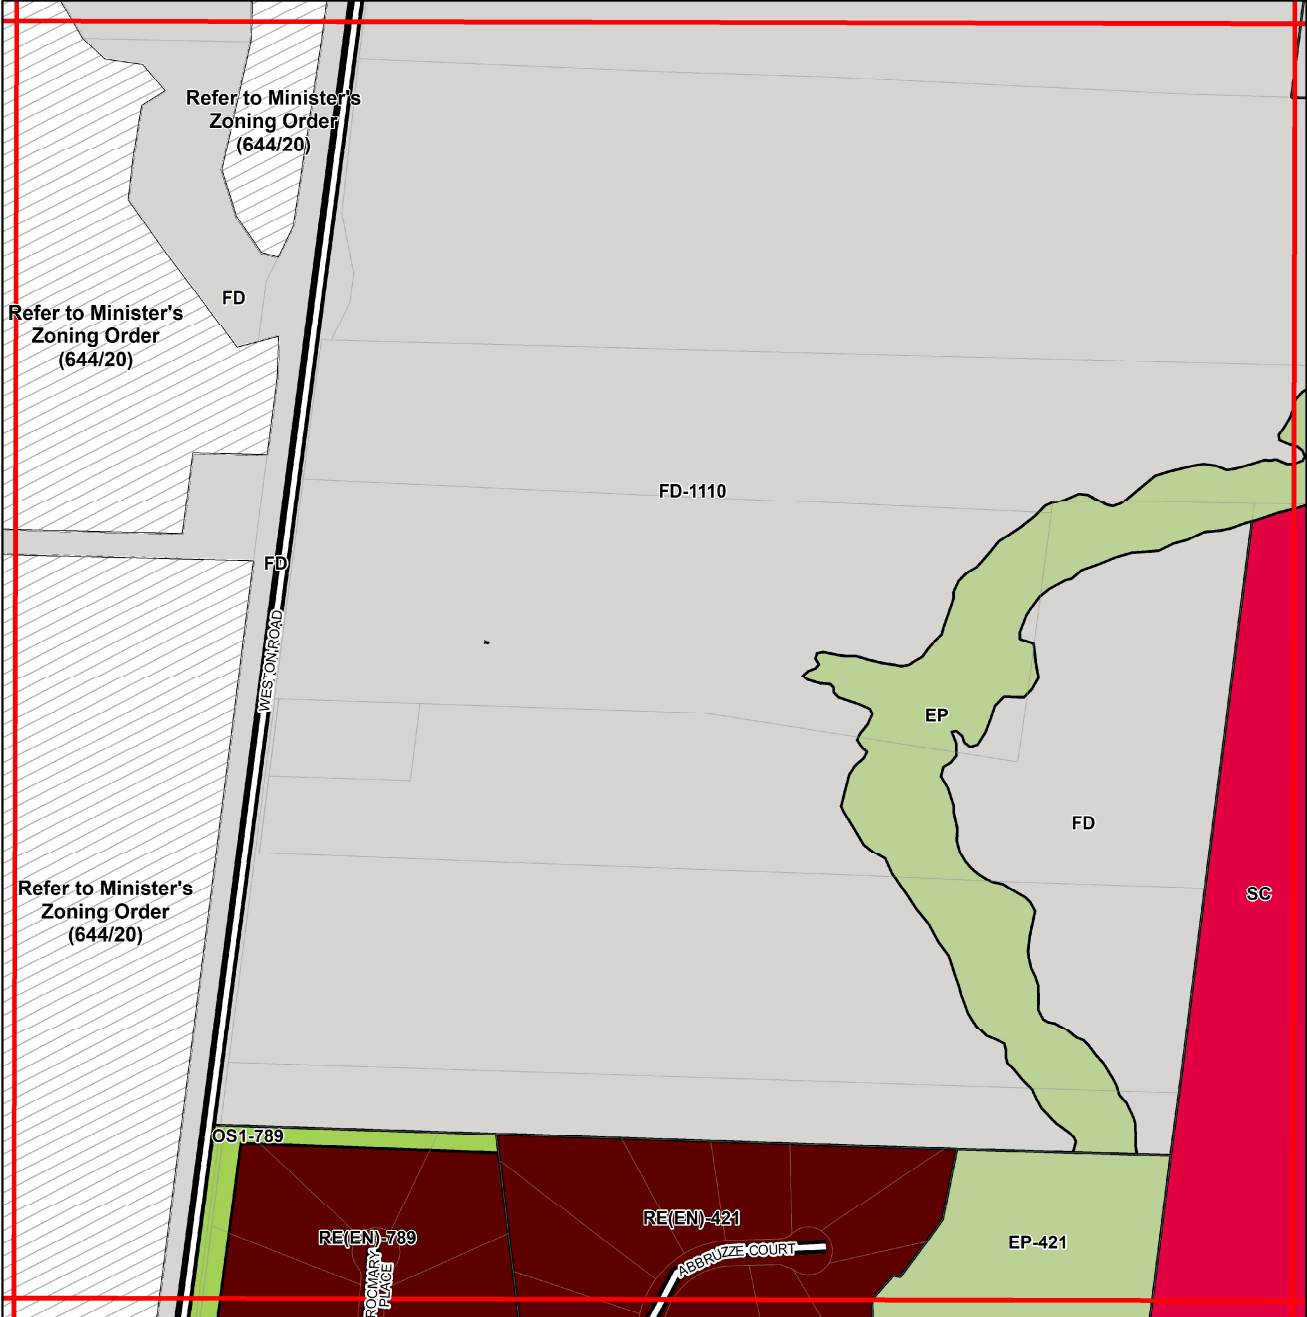 Refer to Minister's
Zoning Order
(644/20)
FD
Refer to Minister's
Zoning Order
(644/20)
FD-1110
FD
WESTON ROAD
EP
FD
SC
Refer to Minister's
Zoning Order
(644/20)
OS1-789
RE(EN)-421
RE(EN)-789
EP-421
ABBRUZZE COURT
ROCMARY
PLACE